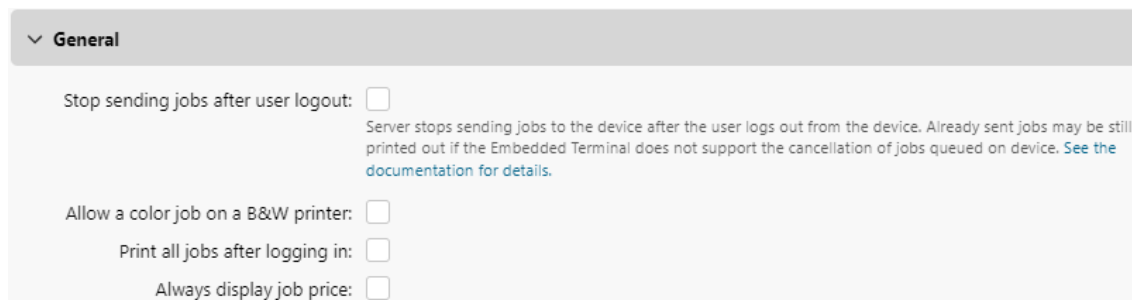 General
Stop sending jobs after user logout:
Server stops sending jobs to the device after the user logs out from the device. Already sent jobs may be still
printed out if the Embedded Terminal does not support the cancellation of jobs queued on device. See the
documentation for details.
Allow a color job on a B&W printer:
Print all jobs after logging in:
Always display job price: